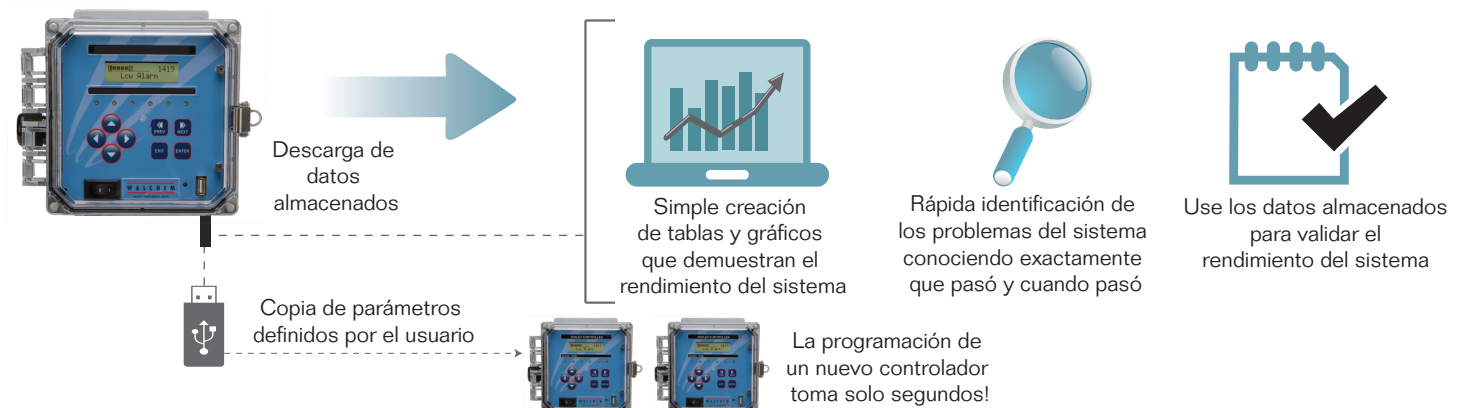 1419
Low Alarm
PREV
NEXT
EXIT
ENTER
WALCHEM
Descarga de
datos
almacenados
Simple creación
de tablas y gráficos
que demuestran el
rendimiento del sistema
Rápida identificación de
los problemas del sistema
conociendo exactamente
que pasó y cuando pasó
Use los datos almacenados
para validar el
rendimiento del sistema
Copia de parámetros
definidos por el usuario
La programación de
un nuevo controlador
toma solo segundos!